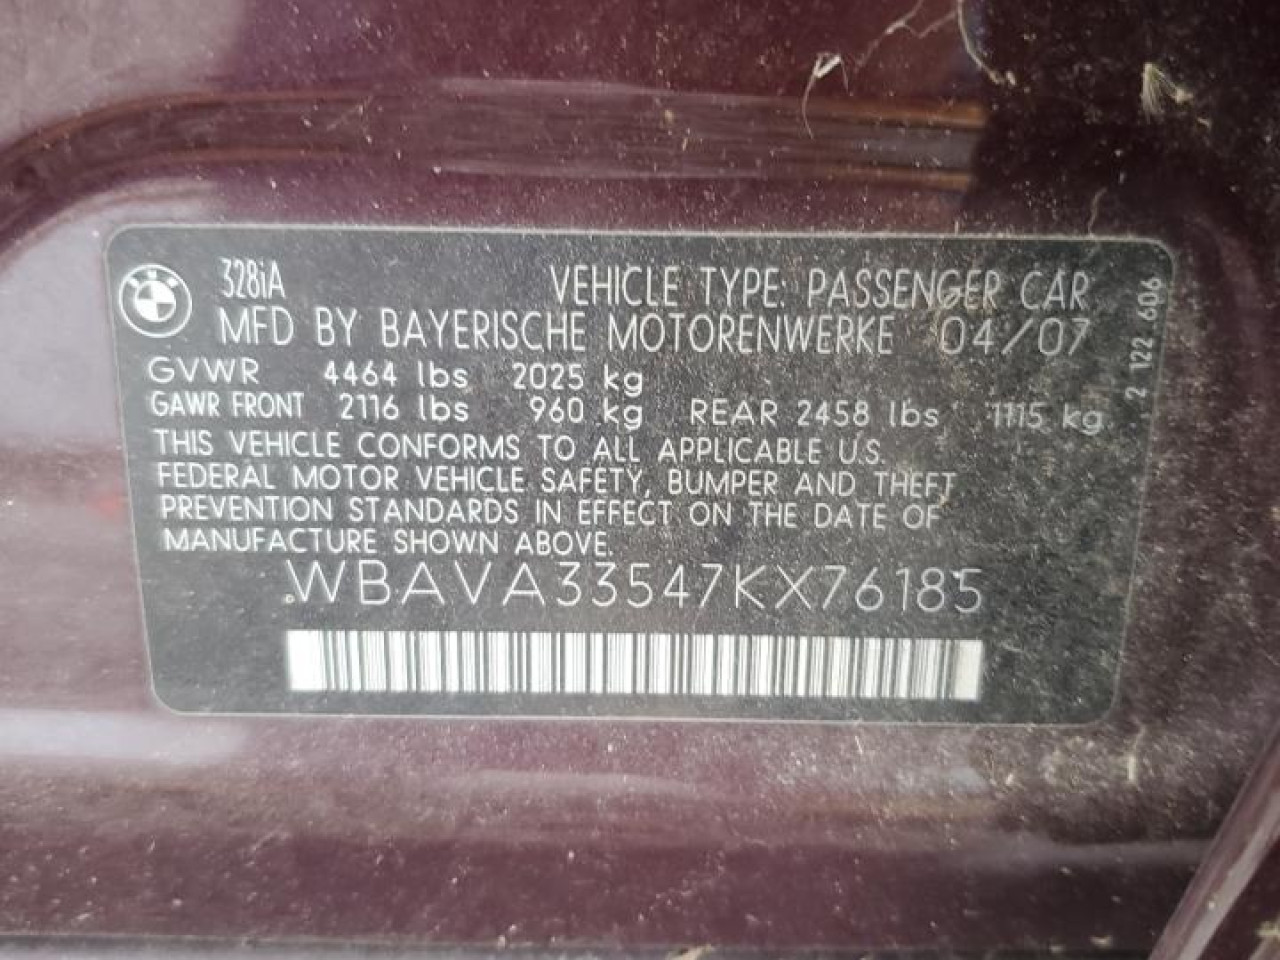 328iA VEHICLE TYPE: PASSENGER CAR
MFD BY BAYERISCHE MOTORENWERKE 04/07
GVWR 4464 lbs 2025 kg
GAWR FRONT 2116 lbs 960 kg REAR 2458 lbs 1115 kg
THIS VEHICLE CONFORMS TO ALL APPLICABLE U.S.
FEDERAL MOTOR VEHICLE SAFETY, BUMPER AND THEFT
PREVENTION STANDARDS IN EFFECT ON THE DATE OF
MANUFACTURE SHOWN ABOVE.
WBAVA33547KX76185
2 122 606